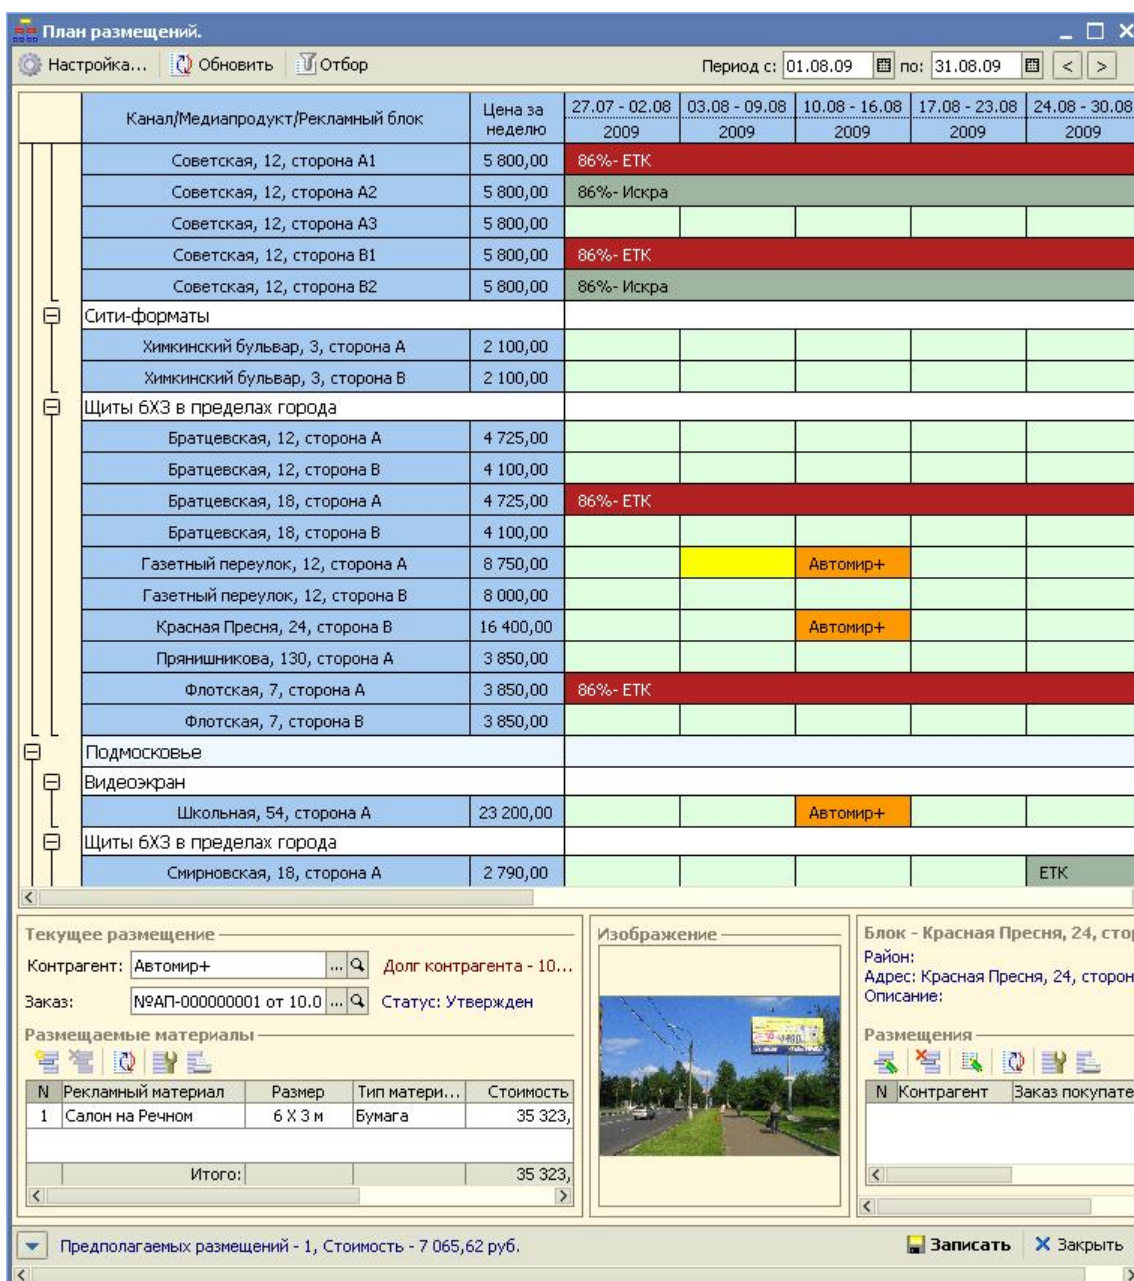 План размещений.
Настройка... Обновить Отбор Период с: 01.08.09 по: 31.08.09 < >
Канал/Медиапродукт/Рекламный блок Цена за неделю 27.07 - 02.08 2009 03.08 - 09.08 2009 10.08 - 16.08 2009 17.08 - 23.08 2009 24.08 - 30.08 2009
Советская, 12, сторона А1 5 800,00 86%- ЕТК
Советская, 12, сторона А2 5 800,00 86%- Искра
Советская, 12, сторона А3 5 800,00
Советская, 12, сторона В1 5 800,00 86%- ЕТК
Советская, 12, сторона В2 5 800,00 86%- Искра
Сити-форматы
Химкинский бульвар, 3, сторона А 2 100,00
Химкинский бульвар, 3, сторона В 2 100,00
Щиты 6Х3 в пределах города
Братцевская, 12, сторона А 4 725,00
Братцевская, 12, сторона В 4 100,00
Братцевская, 18, сторона А 4 725,00 86%- ЕТК
Братцевская, 18, сторона В 4 100,00
Газетный переулок, 12, сторона А 8 750,00 Автомир+
Газетный переулок, 12, сторона В 8 000,00
Красная Пресня, 24, сторона В 16 400,00 Автомир+
Прянишникова, 130, сторона А 3 850,00
Флотская, 7, сторона А 3 850,00 86%- ЕТК
Флотская, 7, сторона В 3 850,00
Подмосковье
Видеоэкран
Школьная, 54, сторона А 23 200,00 Автомир+
Щиты 6Х3 в пределах города
Смирновская, 18, сторона А 2 790,00 ЕТК
Текущее размещение
Контрагент: Автомир+ ... Долг контрагента - 10...
Заказ: №АП-000000001 от 10.0 ... Статус: Утвержден
Размещаемые материалы
N Рекламный материал Размер Тип матери... Стоимость
1 Салон на Речном 6 Х 3 м Бумага 35 323,
Итого: 35 323,
Изображение
Блок - Красная Пресня, 24, стор
Район:
Адрес: Красная Пресня, 24, сторон
Описание:
Размещения
N Контрагент Заказ покупате
Предполагаемых размещений - 1, Стоимость - 7 065,62 руб. Записать Закрыть